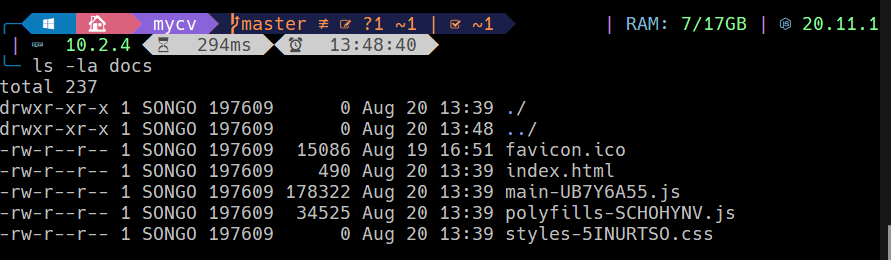 mycv master ≢ ?1 ~1 | ~1 | RAM: 7/17GB | 20.11.1
| 10.2.4 294ms 13:48:40
ls -la docs
total 237
drwxr-xr-x 1 SONGO 197609 0 Aug 20 13:39 ./
drwxr-xr-x 1 SONGO 197609 0 Aug 20 13:48 ../
-rw-r--r-- 1 SONGO 197609 15086 Aug 19 16:51 favicon.ico
-rw-r--r-- 1 SONGO 197609 490 Aug 20 13:39 index.html
-rw-r--r-- 1 SONGO 197609 178322 Aug 20 13:39 main-UB7Y6A55.js
-rw-r--r-- 1 SONGO 197609 34525 Aug 20 13:39 polyfills-SCHOHYNV.js
-rw-r--r-- 1 SONGO 197609 0 Aug 20 13:39 styles-5INURTSO.css